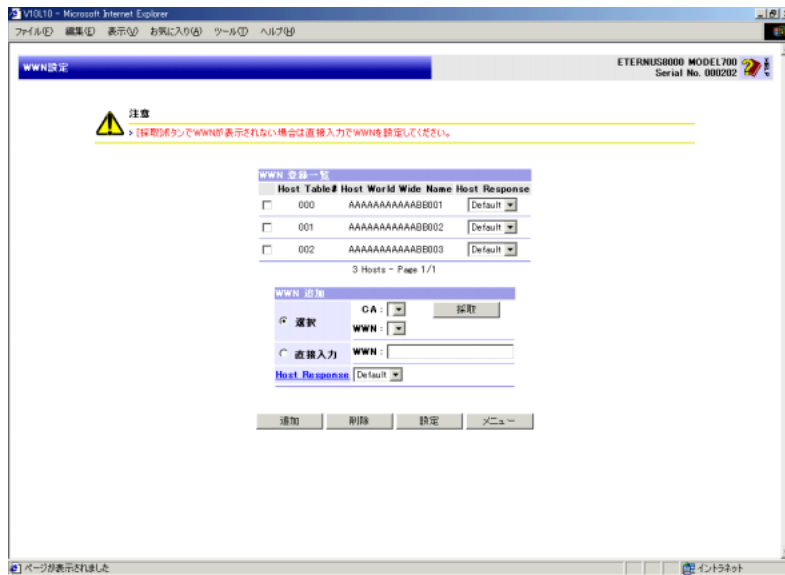 V10L10 - Microsoft Internet Explorer
ファイル(F) 編集(E) 表示(V) お気に入り(A) ツール(T) ヘルプ(H)
WWN設定
ETERNUS8000 MODEL700
Serial No. 000202
注意
> [採取]ボタンでWWNが表示されない場合は直接入力でWWNを設定してください。
WWN 登録一覧
Host Table# Host World Wide Name Host Response
000 AAAAAAAAAAABB001 Default
001 AAAAAAAAAAABB002 Default
002 AAAAAAAAAAABB003 Default
3 Hosts - Page 1/1
WWN 追加
選択 CA : 採取
WWN :
直接入力 WWN :
Host Response Default
追加 削除 設定 メニュー
ページが表示されました イントラネット